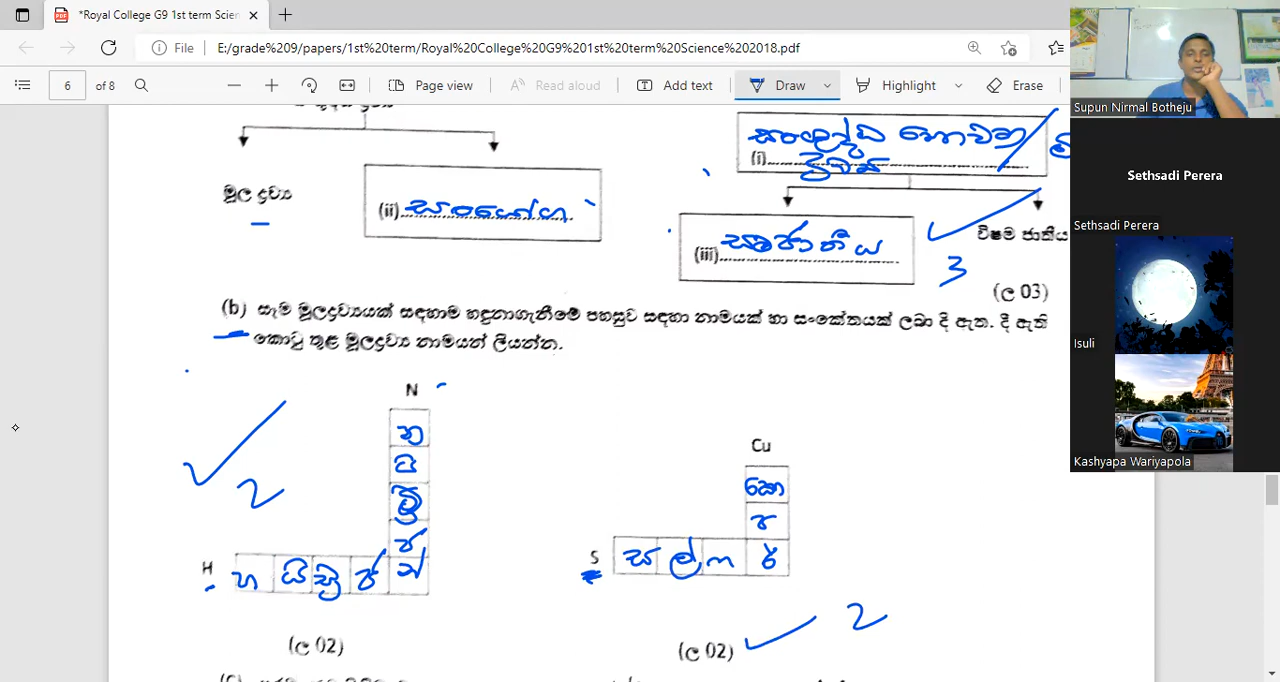 *Royal College G9 1st term Scien
File E:/grade%209/papers/1st%20term/Royal%20College%20G9%201st%20term%20Science%202018.pdf
6 of 8 Page view Read aloud Add text Draw Highlight Erase
Supun Nirmal Botheju
Sethsadi Perera
Sethsadi Perera
Isuli
Kashyapa Wariyapola
(i)
මූල ද්‍රව්‍ය
(ii) සංයෝග
(iii) සමජාතීය
විෂම ජාතීය
3
(ල 03)
(b) සෑම මූලද්‍රව්‍යයක් සඳහාම හඳුනාගැනීමේ පහසුව සඳහා නාමයක් හා සංකේතයක් ලබා දී ඇත. දී ඇති
කොටු තුළ මූලද්‍රව්‍ය නාමයන් ලියන්න.
N
න
යි
ට්‍ර
ජ
න්
H හ යි ඩ්‍ර ජ
2
(ල 02)
Cu
කො
ප
ර්
S ස ල් ෆ
2
(ල 02)